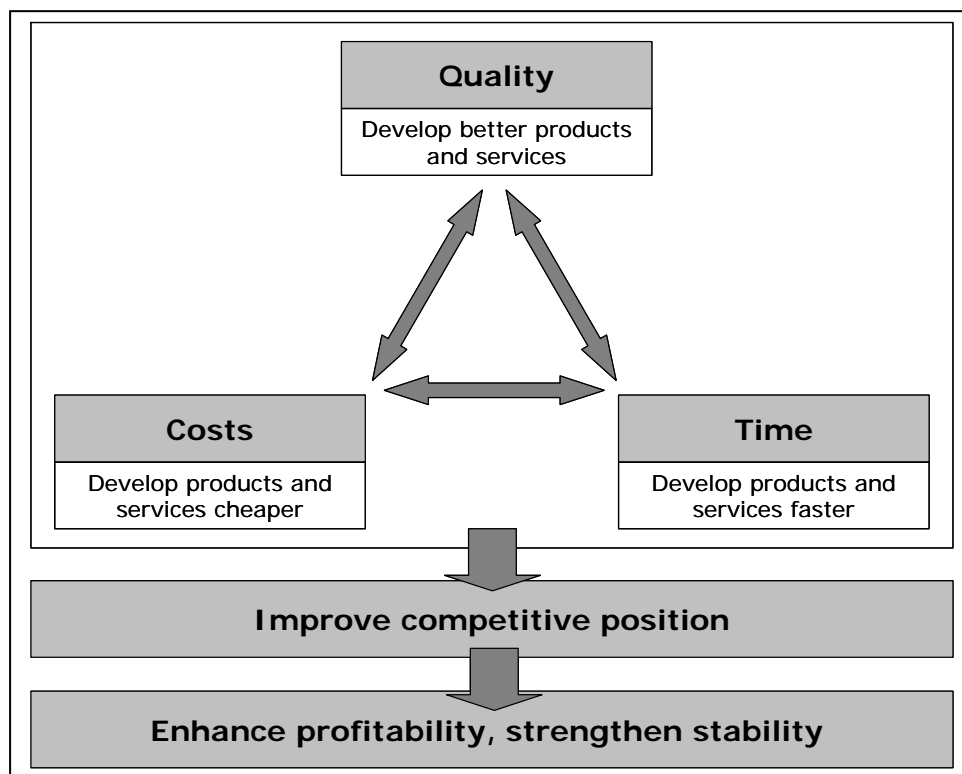 Quality
Develop better products
and services
Costs
Develop products and
services cheaper
Time
Develop products and
services faster
Improve competitive position
Enhance profitability, strengthen stability